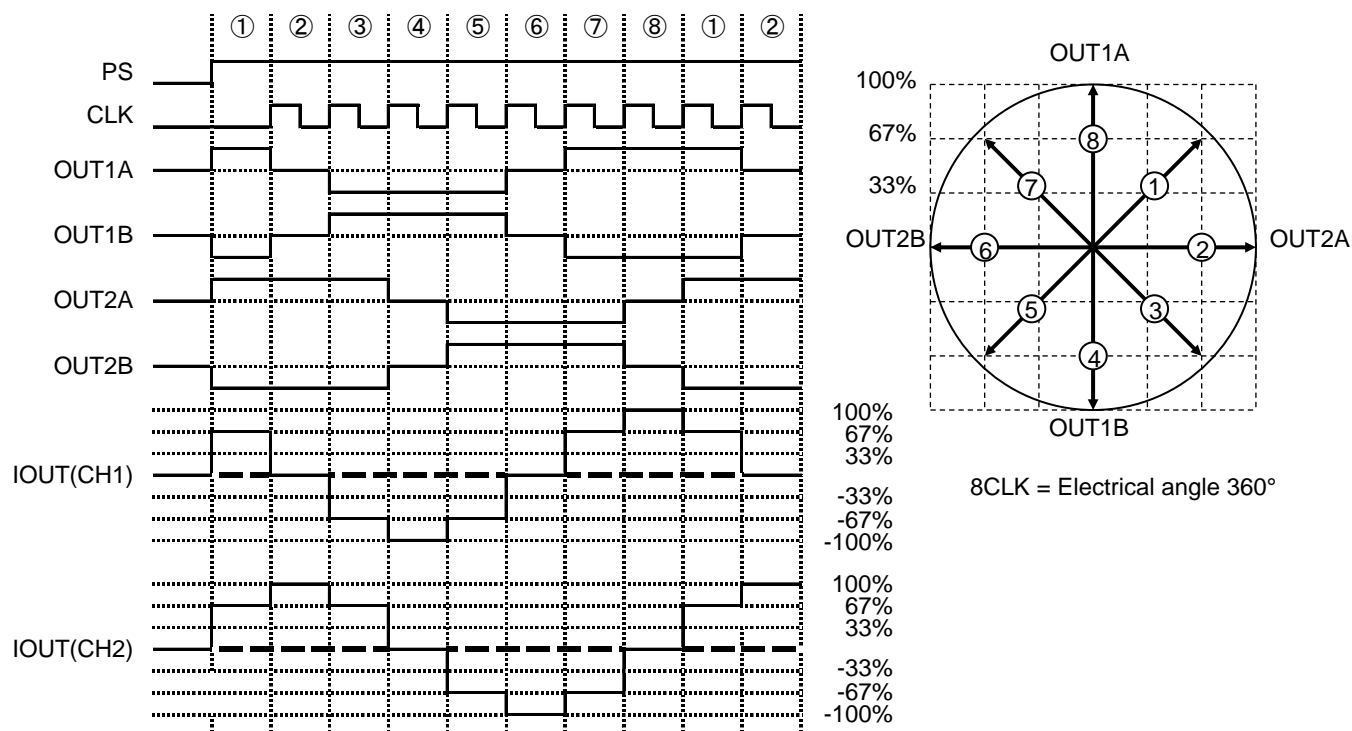 ① ② ③ ④ ⑤ ⑥ ⑦ ⑧ ① ②
PS
CLK
OUT1A
OUT1B
OUT2A
OUT2B
IOUT(CH1)
100%
67%
33%
-33%
-67%
-100%
IOUT(CH2)
100%
67%
33%
-33%
-67%
-100%
OUT1A
100%
67%
33%
⑧
⑦ ①
OUT2B ⑥ ② OUT2A
⑤ ③
④
OUT1B
8CLK = Electrical angle 360°